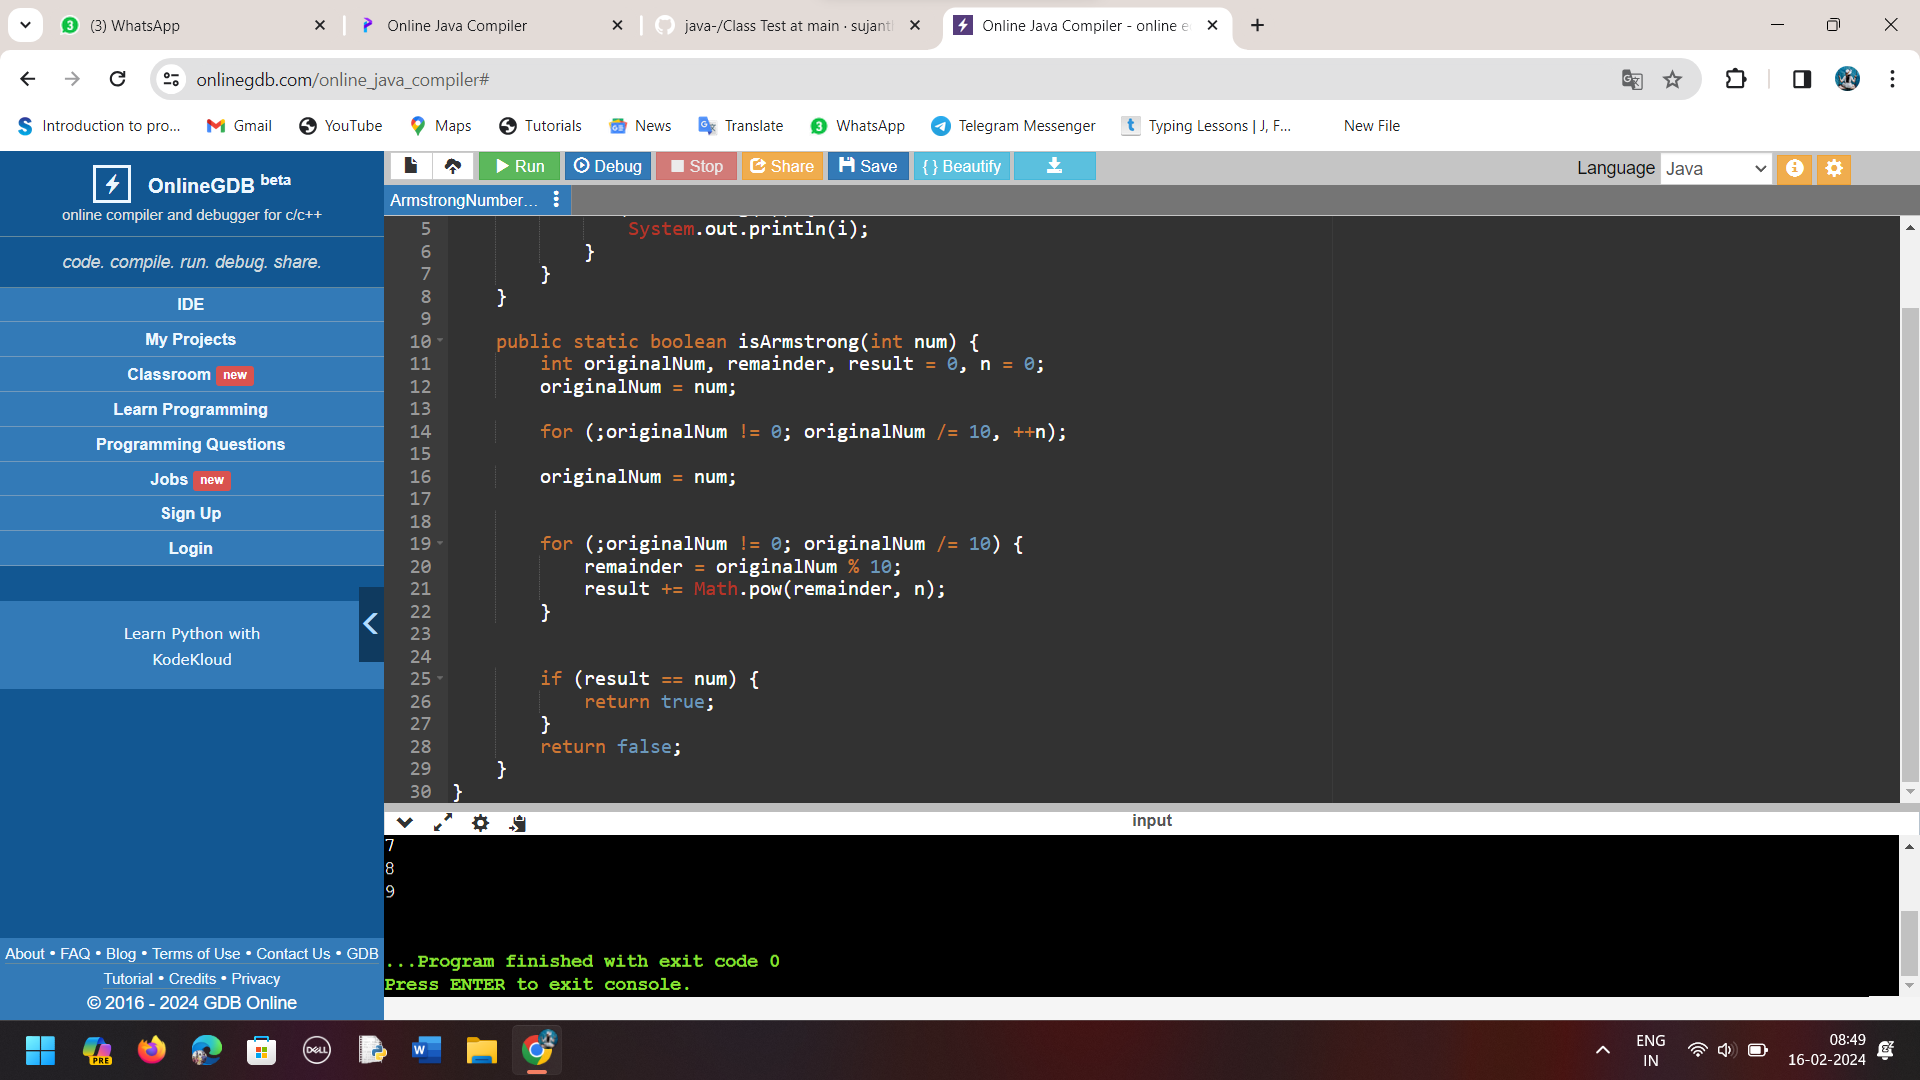 (3) WhatsApp
Online Java Compiler
java-/Class Test at main · sujant
Online Java Compiler - online e
onlinegdb.com/online_java_compiler#
Introduction to pro...
Gmail
YouTube
Maps
Tutorials
News
Translate
WhatsApp
Telegram Messenger
Typing Lessons | J, F...
New File
OnlineGDB beta
online compiler and debugger for c/c++
code. compile. run. debug. share.
IDE
My Projects
Classroom new
Learn Programming
Programming Questions
Jobs new
Sign Up
Login
Learn Python with
KodeKloud
About • FAQ • Blog • Terms of Use • Contact Us • GDB
Tutorial • Credits • Privacy
© 2016 - 2024 GDB Online
Run
Debug
Stop
Share
Save
{ } Beautify
Language Java
ArmstrongNumber...
5 System.out.println(i);
6 }
7 }
8 }
9
10 public static boolean isArmstrong(int num) {
11 int originalNum, remainder, result = 0, n = 0;
12 originalNum = num;
13
14 for (;originalNum != 0; originalNum /= 10, ++n);
15
16 originalNum = num;
17
18
19 for (;originalNum != 0; originalNum /= 10) {
20 remainder = originalNum % 10;
21 result += Math.pow(remainder, n);
22 }
23
24
25 if (result == num) {
26 return true;
27 }
28 return false;
29 }
30 }
input
7
8
9
...Program finished with exit code 0
Press ENTER to exit console.
PRE
DELL
ENG
IN
08:49
16-02-2024